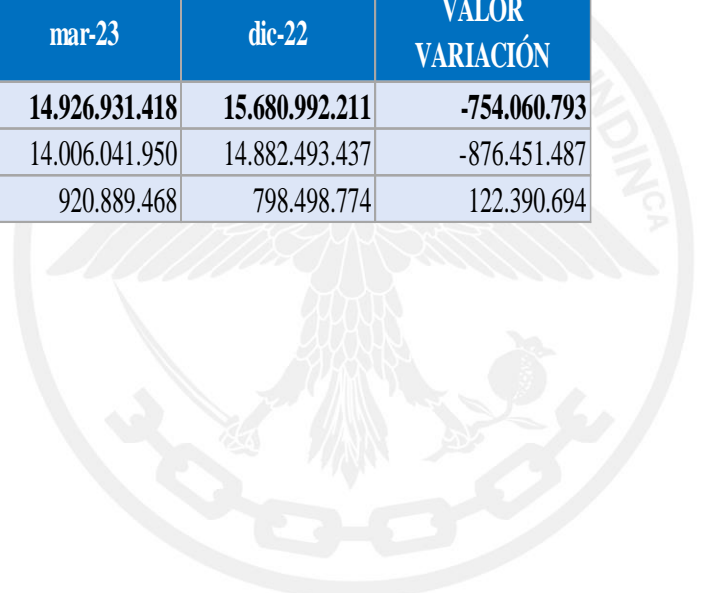 mar-23 dic-22 VALOR
VARIACIÓN
14.926.931.418 15.680.992.211 -754.060.793
14.006.041.950 14.882.493.437 -876.451.487
920.889.468 798.498.774 122.390.694